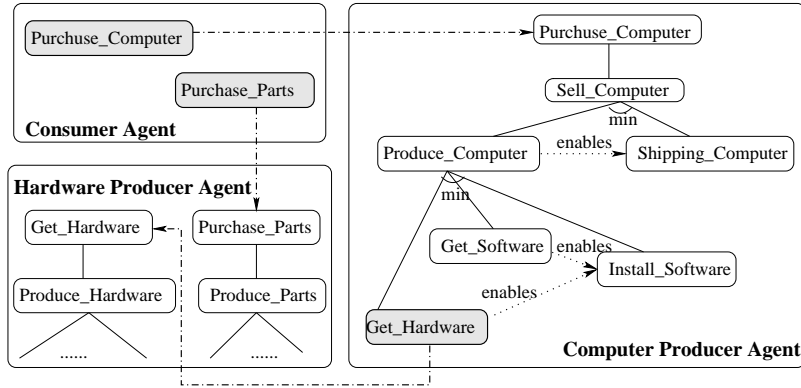 Purchuse_Computer
Purchase_Parts
Consumer Agent
Hardware Producer Agent
Get_Hardware
Purchase_Parts
Produce_Hardware
Produce_Parts
......
......
Purchuse_Computer
Sell_Computer
min
Produce_Computer
enables
Shipping_Computer
min
Get_Software
enables
Install_Software
enables
Get_Hardware
Computer Producer Agent